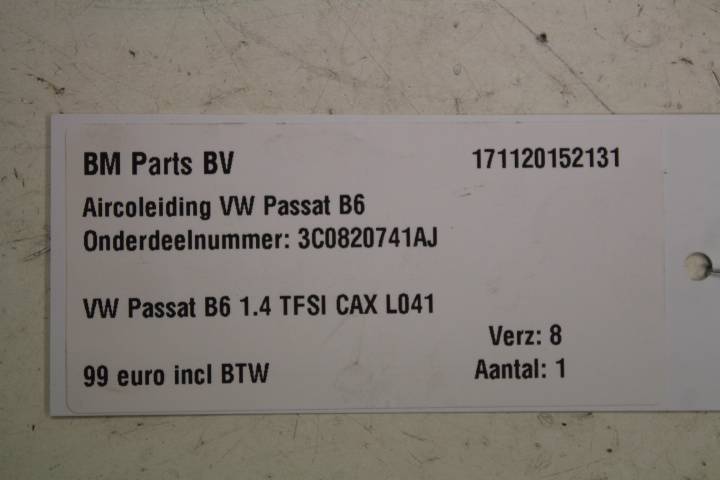 BM Parts BV 171120152131
Aircoleiding VW Passat B6
Onderdeelnummer: 3C0820741AJ
VW Passat B6 1.4 TFSI CAX L041
Verz: 8
99 euro incl BTW Aantal: 1